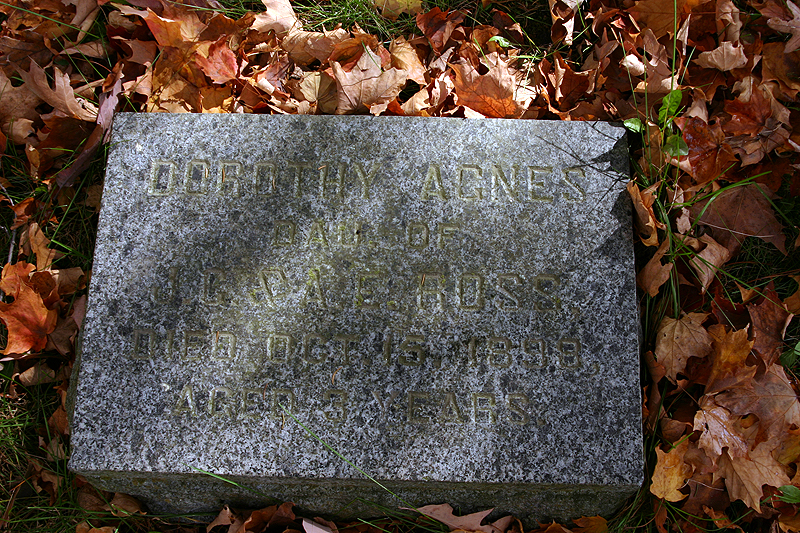 DOROTHY AGNES
DAU. OF
J. C. & A. E. ROSS,
DIED OCT. 15, 1898,
AGED 3 YEARS.